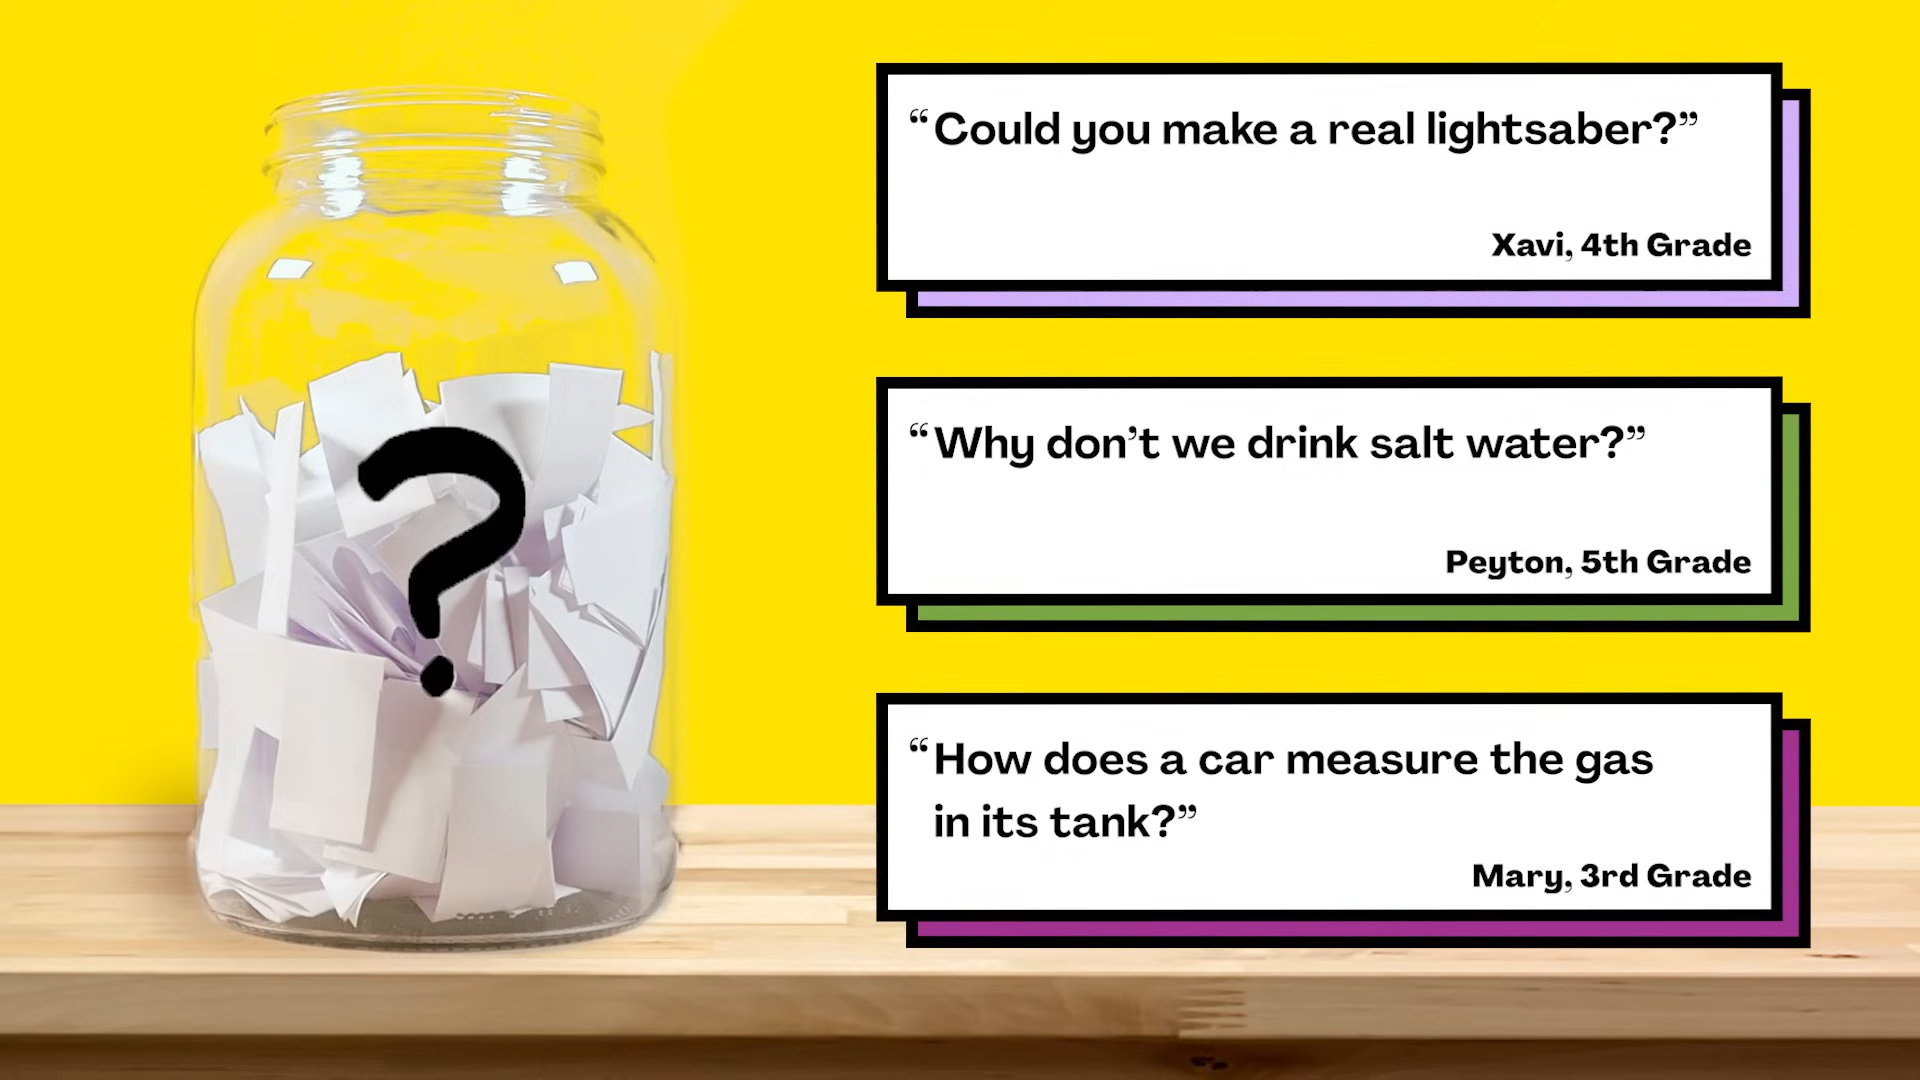 ?
“Could you make a real lightsaber?”
Xavi, 4th Grade
“Why don’t we drink salt water?”
Peyton, 5th Grade
“How does a car measure the gas
in its tank?”
Mary, 3rd Grade